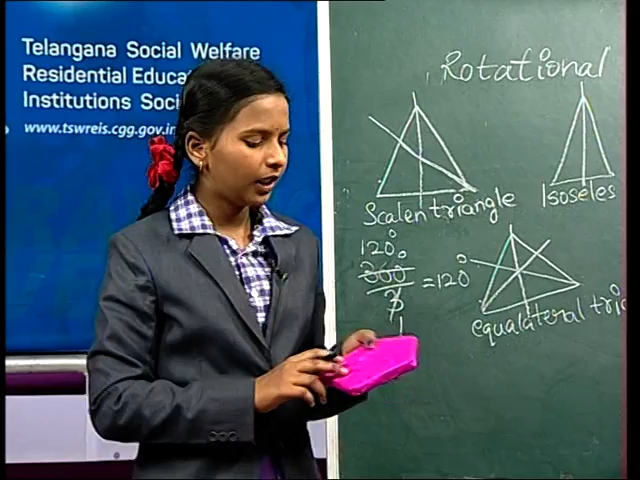 Telangana Social Welfare
Residential Educa
Institutions Soci
www.tswreis.cgg.gov.in
Rotational
Scalen triangle
Isoseles
120°
360
3
=120°
1
equalateral tri